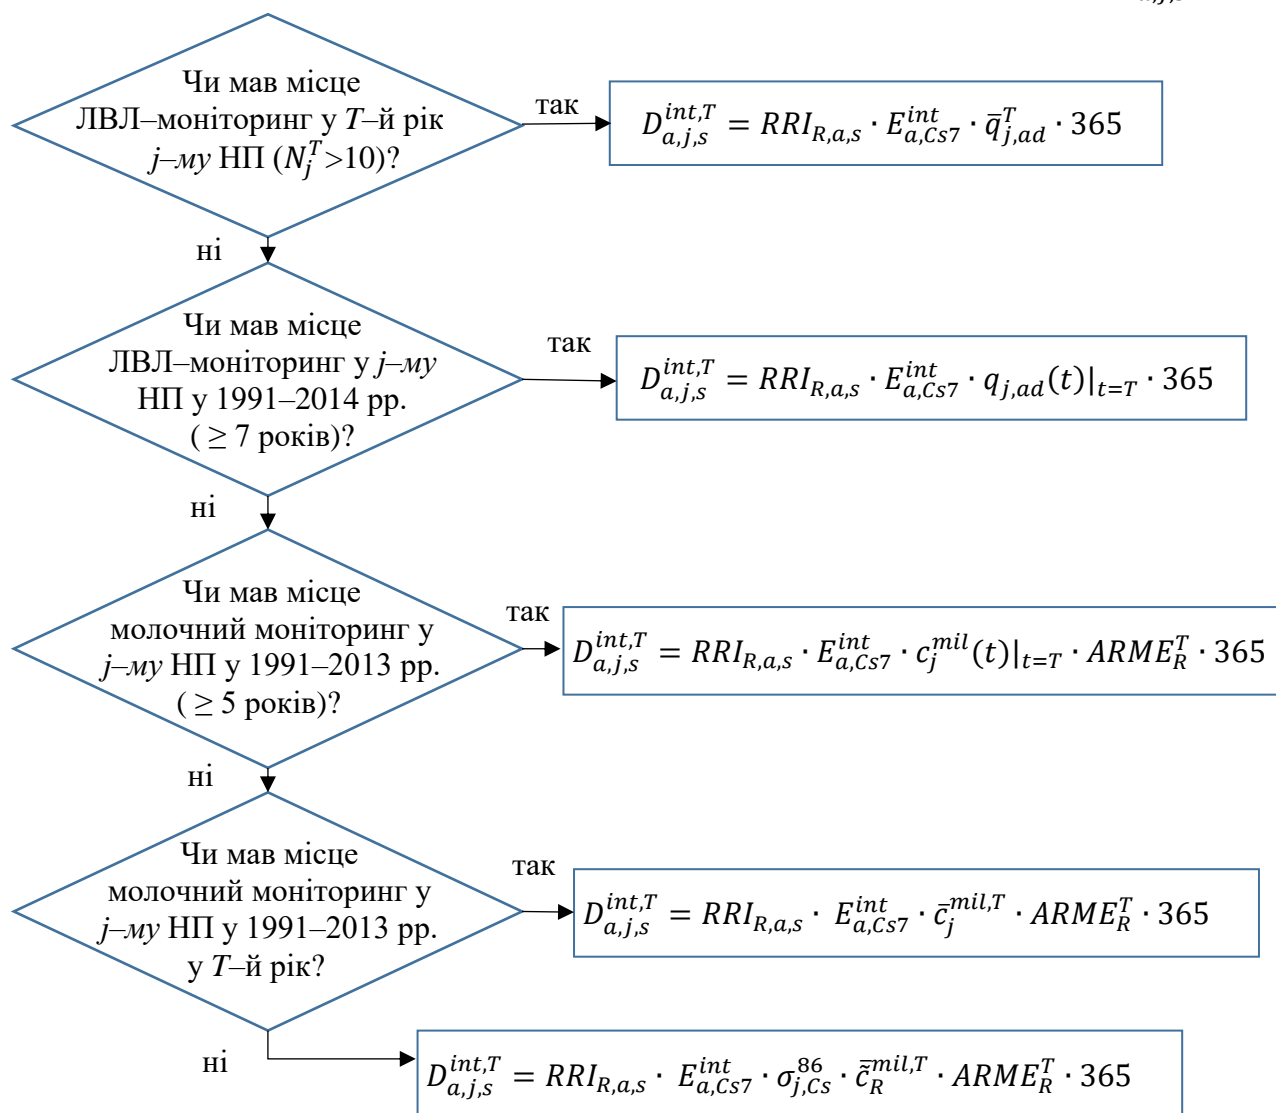 Чи мав місце
ЛВЛ–моніторинг у T–й рік
j–му НП (N_j^T >10)?
так
D_{a,j,s}^{int,T} = RRI_{R,a,s} · E_{a,Cs7}^{int} · q̄_{j,ad}^T · 365
ні
Чи мав місце
ЛВЛ–моніторинг у j–му
НП у 1991–2014 рр.
( ≥ 7 років)?
так
D_{a,j,s}^{int,T} = RRI_{R,a,s} · E_{a,Cs7}^{int} · q_{j,ad}(t)|_{t=T} · 365
ні
Чи мав місце
молочний моніторинг у
j–му НП у 1991–2013 рр.
( ≥ 5 років)?
так
D_{a,j,s}^{int,T} = RRI_{R,a,s} · E_{a,Cs7}^{int} · c_j^{mil}(t)|_{t=T} · ARME_R^T · 365
ні
Чи мав місце
молочний моніторинг у
j–му НП у 1991–2013 рр.
у T–й рік?
так
D_{a,j,s}^{int,T} = RRI_{R,a,s} · E_{a,Cs7}^{int} · c̄_j^{mil,T} · ARME_R^T · 365
ні
D_{a,j,s}^{int,T} = RRI_{R,a,s} · E_{a,Cs7}^{int} · σ_{j,Cs}^{86} · c̃̄_R^{mil,T} · ARME_R^T · 365